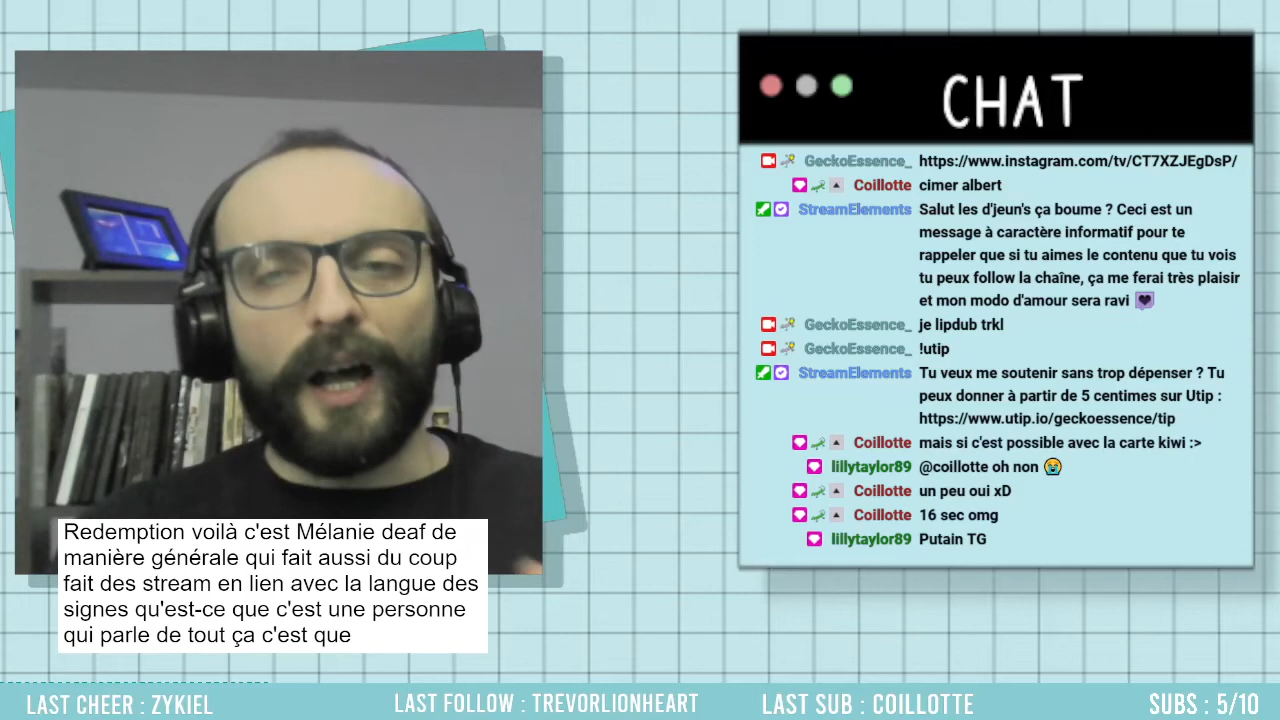 CHAT
GeckoEssence_ https://www.instagram.com/tv/CT7XZJEgDsP/
Coillotte cimer albert
StreamElements Salut les d'jeun's ça boume ? Ceci est un
message à caractère informatif pour te
rappeler que si tu aimes le contenu que tu vois
tu peux follow la chaîne, ça me ferai très plaisir
et mon modo d'amour sera ravi
GeckoEssence_ je lipdub trkl
GeckoEssence_ !utip
StreamElements Tu veux me soutenir sans trop dépenser ? Tu
peux donner à partir de 5 centimes sur Utip :
https://www.utip.io/geckoessence/tip
Coillotte mais si c'est possible avec la carte kiwi :>
lillytaylor89 @coillotte oh non 😭
Coillotte un peu oui xD
Coillotte 16 sec omg
lillytaylor89 Putain TG
Redemption voilà c'est Mélanie deaf de
manière générale qui fait aussi du coup
fait des stream en lien avec la langue des
signes qu'est-ce que c'est une personne
qui parle de tout ça c'est que
LAST CHEER : ZYKIEL LAST FOLLOW : TREVORLIONHEART LAST SUB : COILLOTTE SUBS : 5/10